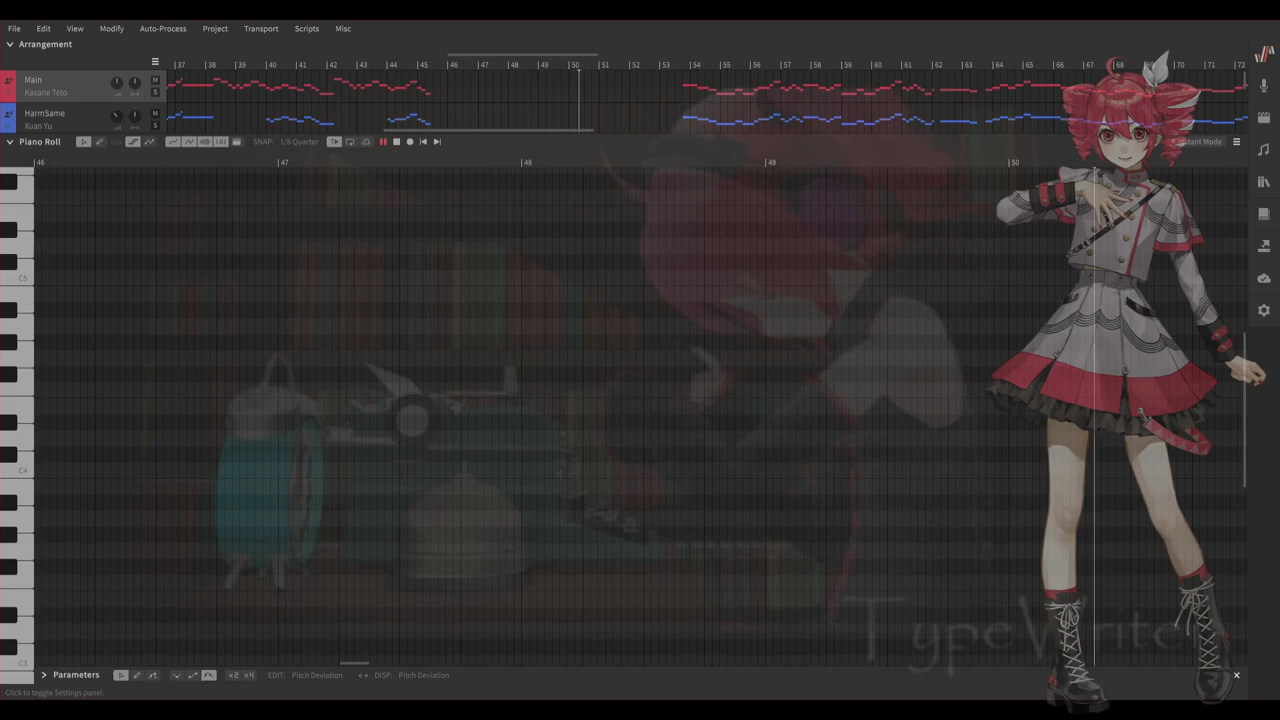 File Edit View Modify Auto-Process Project Transport Scripts Misc
Arrangement
37 38 39 40 41 42 43 44 45 46 47 48 49 50 51 52 53 54 55 56 57 58 59 60 61 62 63 64 65 66 67 68 69 70 71 72
Main M
Kasane Teto S
HarmSame M
Xuan Yu S
Piano Roll SNAP: 1/8 Quarter Instant Mode
46 47 48 49 50
C5
C4
TypeWrite
C3
Parameters ×2 ×4 EDIT: Pitch Deviation DISP: Pitch Deviation
Click to toggle Settings panel.